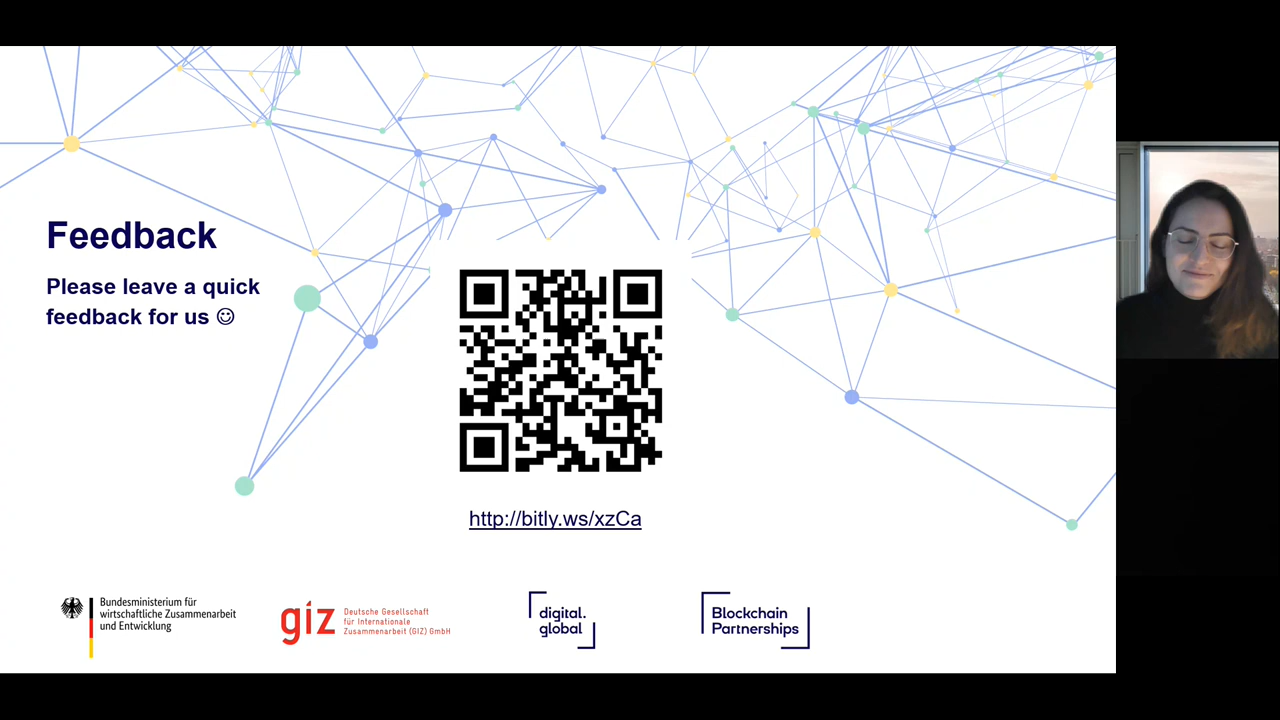 Feedback
Please leave a quick
feedback for us ☺
http://bitly.ws/xzCa
Bundesministerium für
wirtschaftliche Zusammenarbeit
und Entwicklung
giz
Deutsche Gesellschaft
für Internationale
Zusammenarbeit (GIZ) GmbH
digital.
global
Blockchain
Partnerships